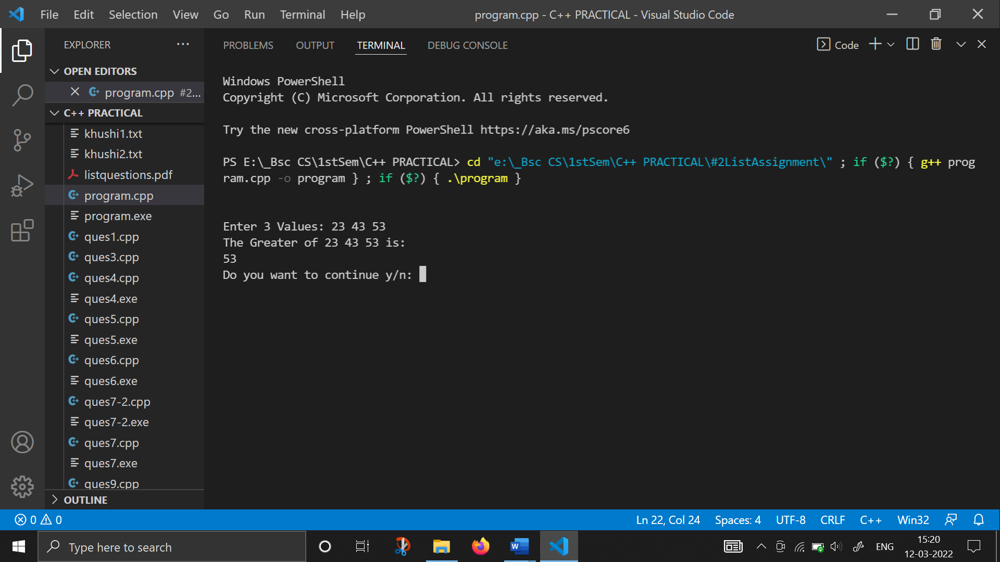 File Edit Selection View Go Run Terminal Help
program.cpp - C++ PRACTICAL - Visual Studio Code
EXPLORER
OPEN EDITORS
program.cpp #2...
C++ PRACTICAL
khushi1.txt
khushi2.txt
listquestions.pdf
program.cpp
program.exe
ques1.cpp
ques3.cpp
ques4.cpp
ques4.exe
ques5.cpp
ques5.exe
ques6.cpp
ques6.exe
ques7-2.cpp
ques7-2.exe
ques7.cpp
ques7.exe
ques9.cpp
OUTLINE
PROBLEMS OUTPUT TERMINAL DEBUG CONSOLE
Code
Windows PowerShell
Copyright (C) Microsoft Corporation. All rights reserved.
Try the new cross-platform PowerShell https://aka.ms/pscore6
PS E:\_Bsc CS\1stSem\C++ PRACTICAL> cd "e:\_Bsc CS\1stSem\C++ PRACTICAL\#2ListAssignment\" ; if ($?) { g++ prog
ram.cpp -o program } ; if ($?) { .\program }
Enter 3 Values: 23 43 53
The Greater of 23 43 53 is:
53
Do you want to continue y/n:
0 0
Ln 22, Col 24 Spaces: 4 UTF-8 CRLF C++ Win32
Type here to search
ENG
15:20
12-03-2022